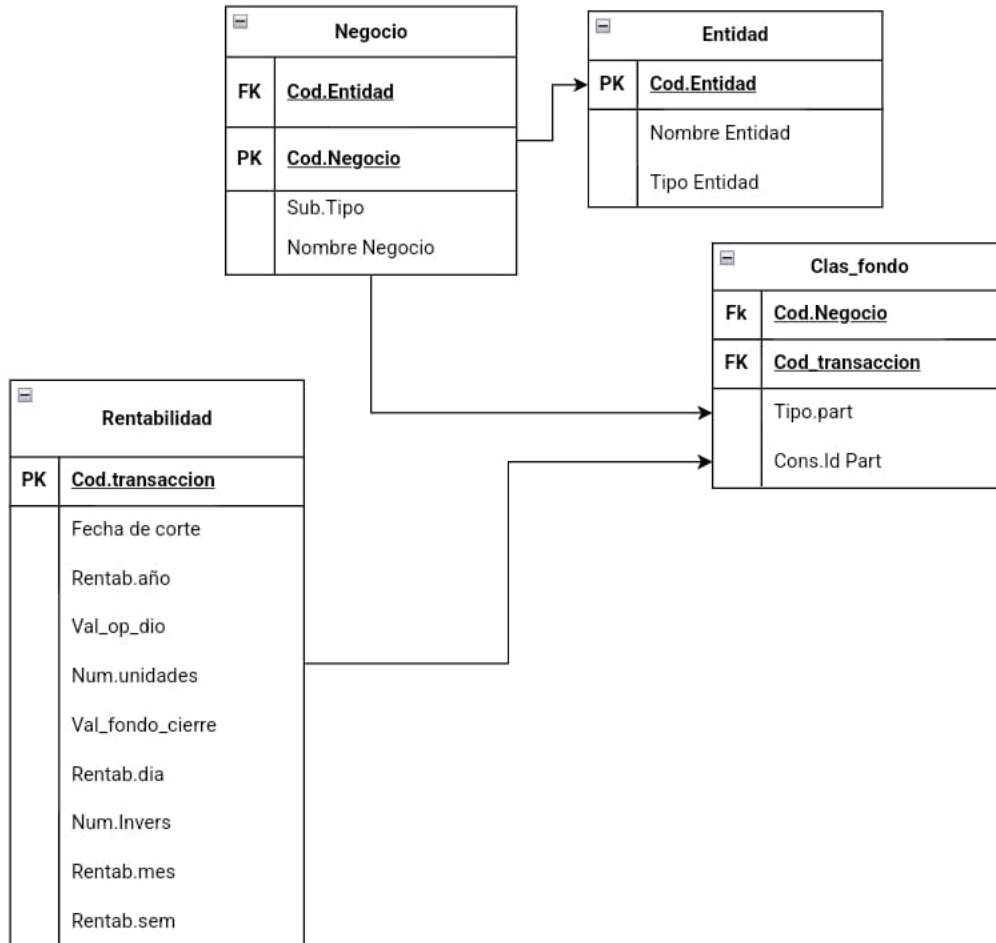 Negocio
FK Cod.Entidad
PK Cod.Negocio
Sub.Tipo
Nombre Negocio
Entidad
PK Cod.Entidad
Nombre Entidad
Tipo Entidad
Clas_fondo
Fk Cod.Negocio
FK Cod_transaccion
Tipo.part
Cons.Id Part
Rentabilidad
PK Cod.transaccion
Fecha de corte
Rentab.año
Val_op_dio
Num.unidades
Val_fondo_cierre
Rentab.dia
Num.Invers
Rentab.mes
Rentab.sem